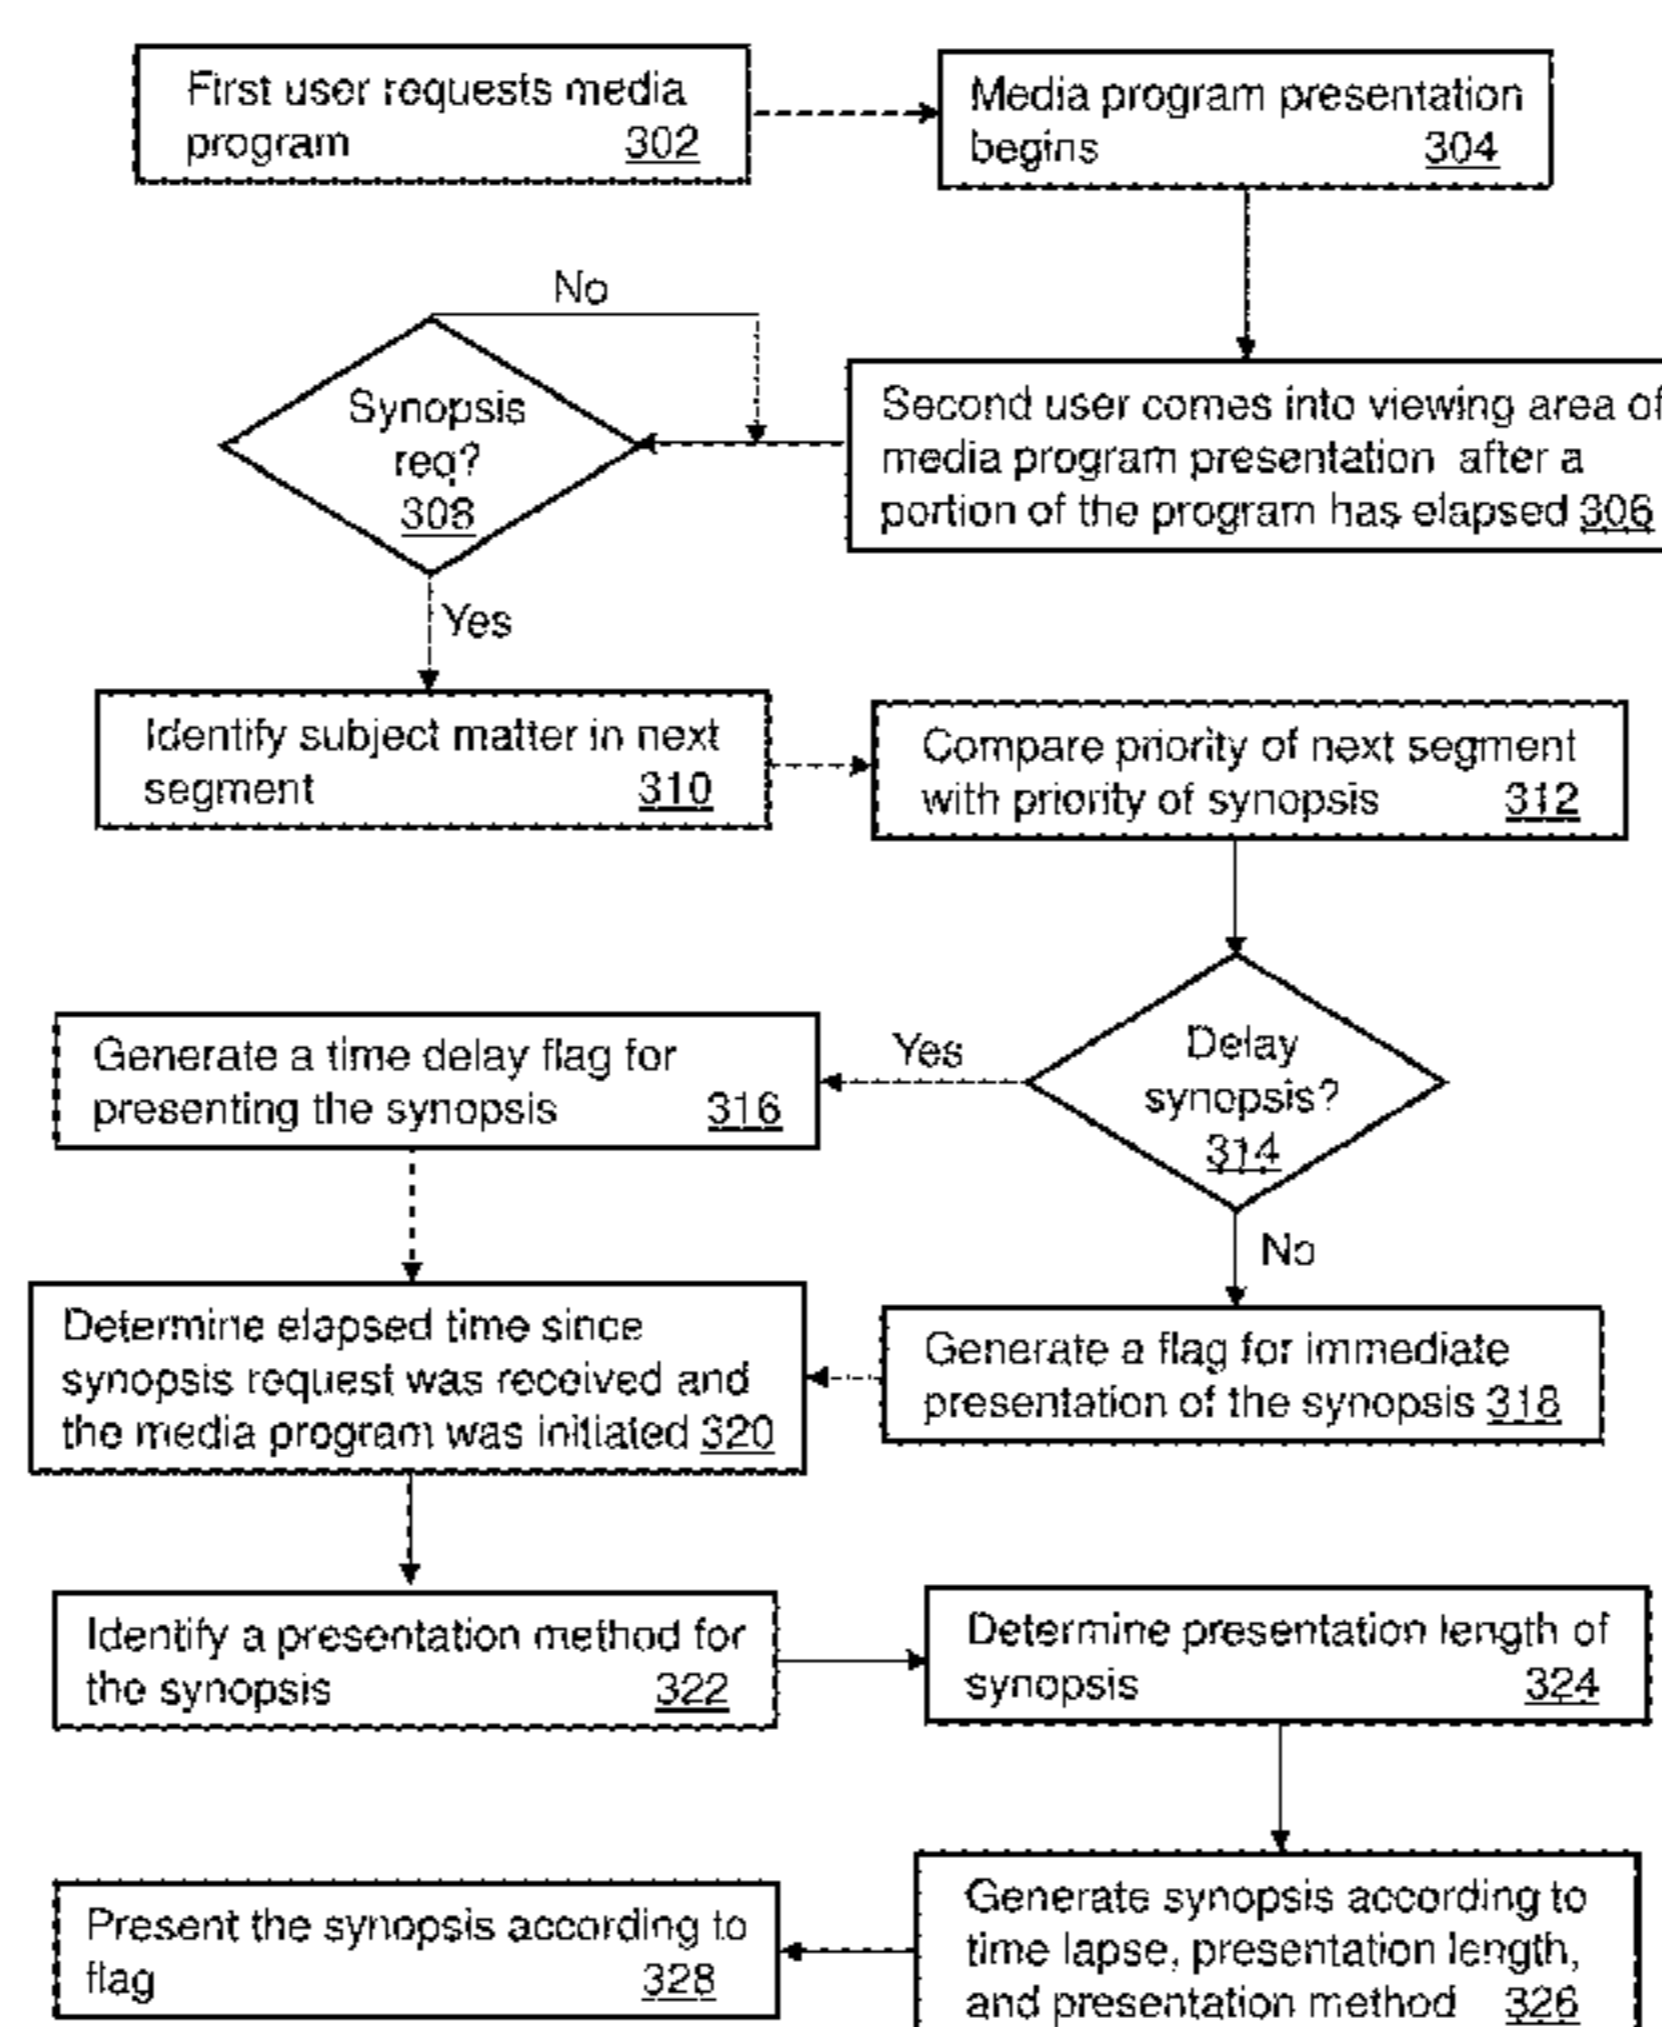 First user requests media
program 302
Media program presentation
begins 304
No
Synopsis
req?
308
Second user comes into viewing area of
media program presentation after a
portion of the program has elapsed 306
Yes
Identify subject matter in next
segment 310
Compare priority of next segment
with priority of synopsis 312
Delay
synopsis?
314
Yes
Generate a time delay flag for
presenting the synopsis 316
No
Generate a flag for immediate
presentation of the synopsis 318
Determine elapsed time since
synopsis request was received and
the media program was initiated 320
Identify a presentation method for
the synopsis 322
Determine presentation length of
synopsis 324
Generate synopsis according to
time lapse, presentation length,
and presentation method 326
Present the synopsis according to
flag 328